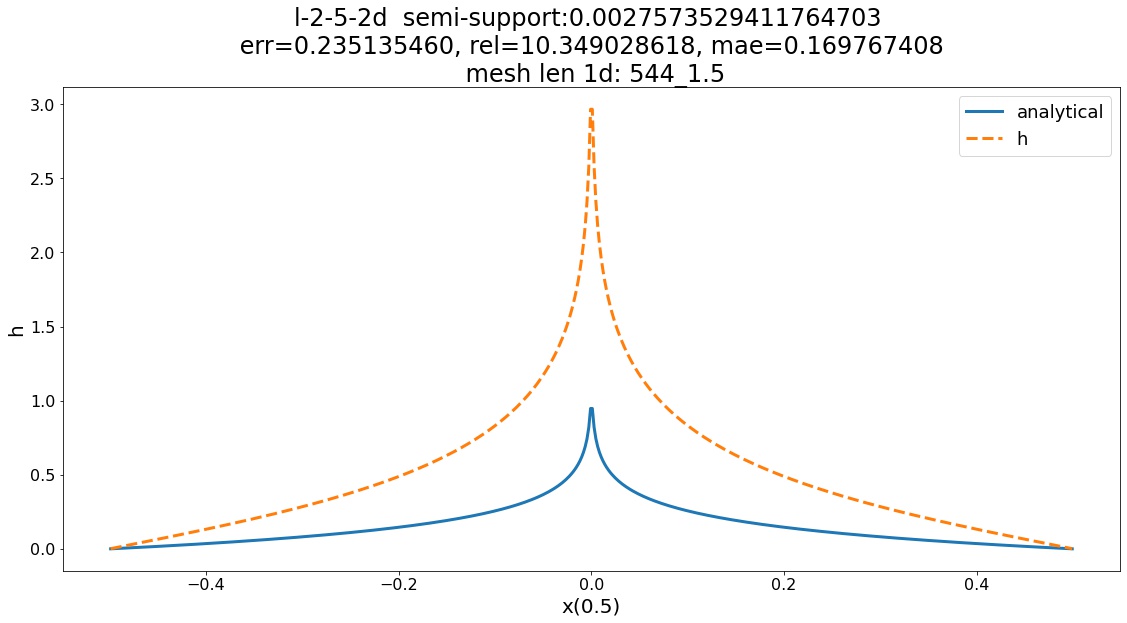 l-2-5-2d  semi-support:0.0027573529411764703
err=0.235135460, rel=10.349028618, mae=0.169767408
mesh len 1d: 544_1.5
analytical
h
h
3.0
2.5
2.0
1.5
1.0
0.5
0.0
−0.4
−0.2
0.0
0.2
0.4
x(0.5)